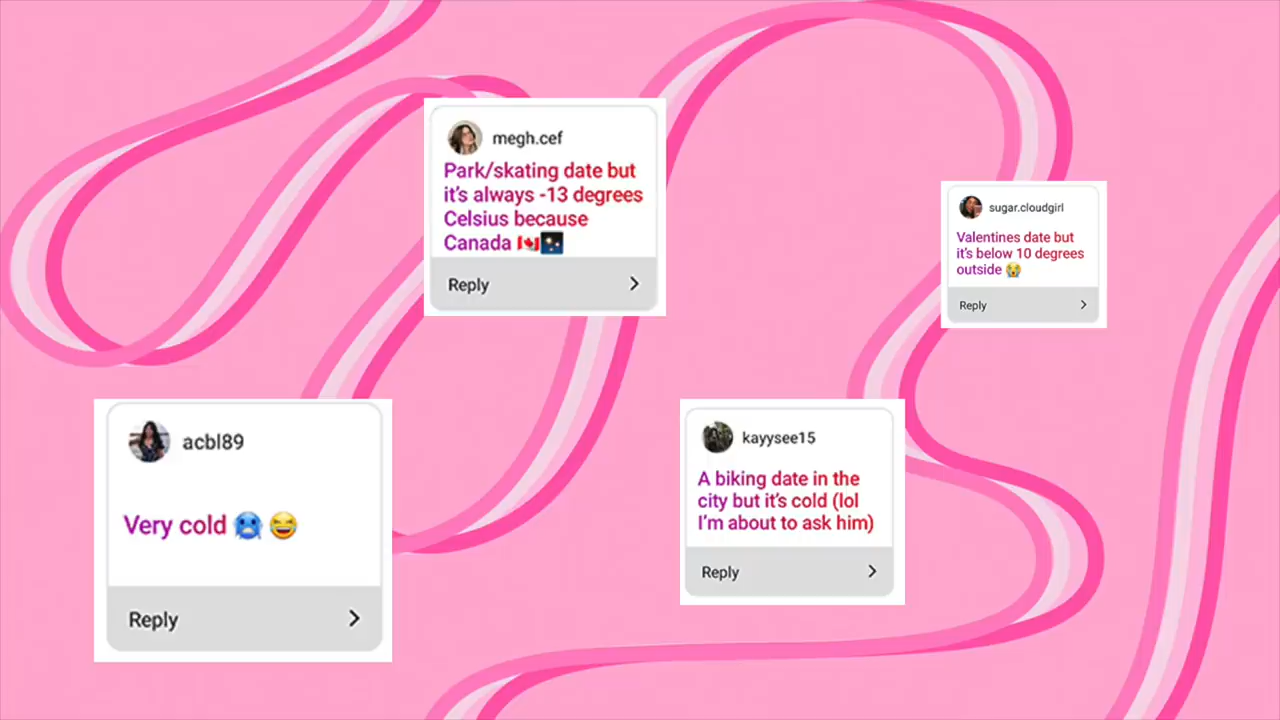 megh.cef
Park/skating date but
it's always -13 degrees
Celsius because
Canada 🇨🇦🌃
Reply
sugar.cloudgirl
Valentines date but
it's below 10 degrees
outside 😭
Reply
acbl89
Very cold 🥶😂
Reply
kayysee15
A biking date in the
city but it's cold (lol
I'm about to ask him)
Reply